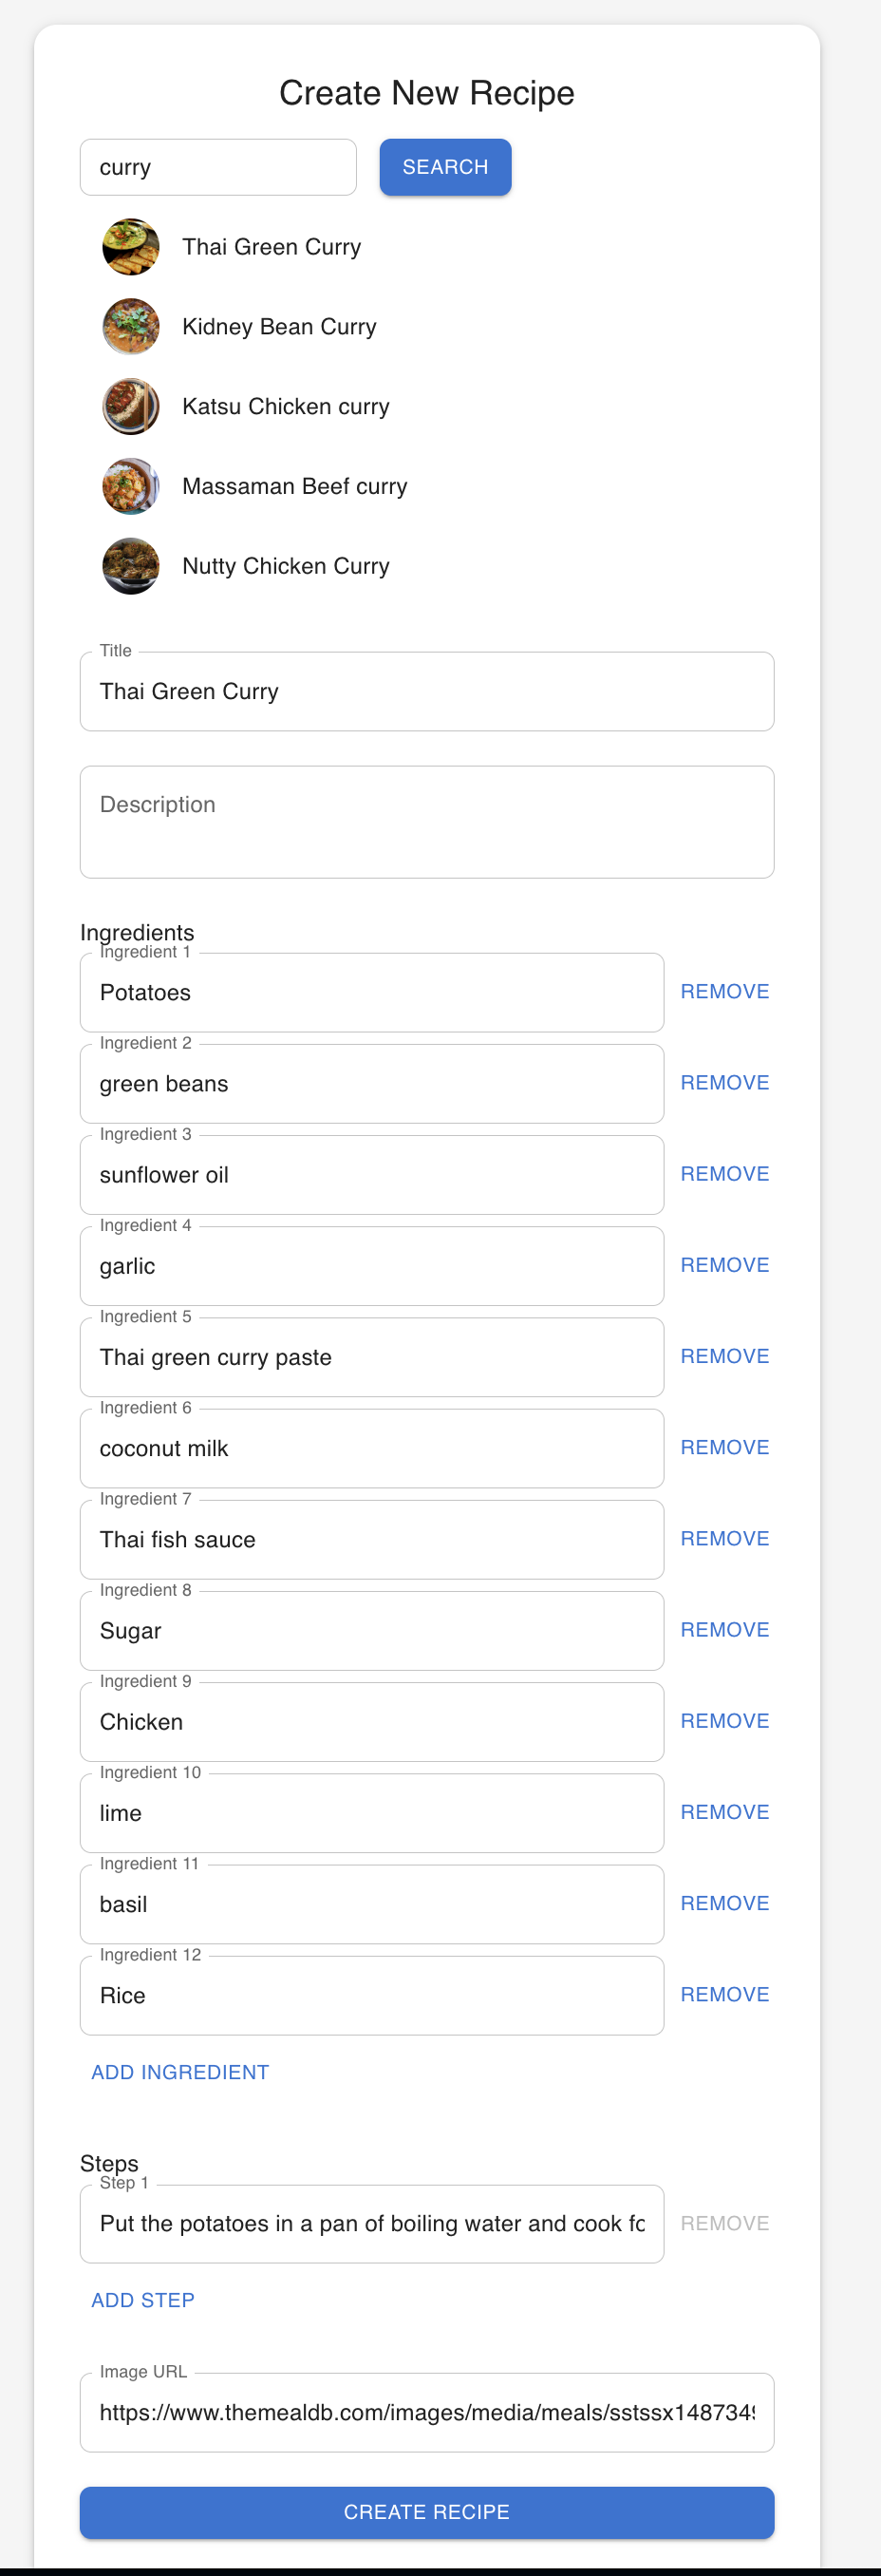 Create New Recipe
curry
SEARCH
Thai Green Curry
Kidney Bean Curry
Katsu Chicken curry
Massaman Beef curry
Nutty Chicken Curry
Title
Thai Green Curry
Description
Ingredients
Ingredient 1
Potatoes
REMOVE
Ingredient 2
green beans
REMOVE
Ingredient 3
sunflower oil
REMOVE
Ingredient 4
garlic
REMOVE
Ingredient 5
Thai green curry paste
REMOVE
Ingredient 6
coconut milk
REMOVE
Ingredient 7
Thai fish sauce
REMOVE
Ingredient 8
Sugar
REMOVE
Ingredient 9
Chicken
REMOVE
Ingredient 10
lime
REMOVE
Ingredient 11
basil
REMOVE
Ingredient 12
Rice
REMOVE
ADD INGREDIENT
Steps
Step 1
Put the potatoes in a pan of boiling water and cook fo
REMOVE
ADD STEP
Image URL
https://www.themealdb.com/images/media/meals/sstssx148734
CREATE RECIPE